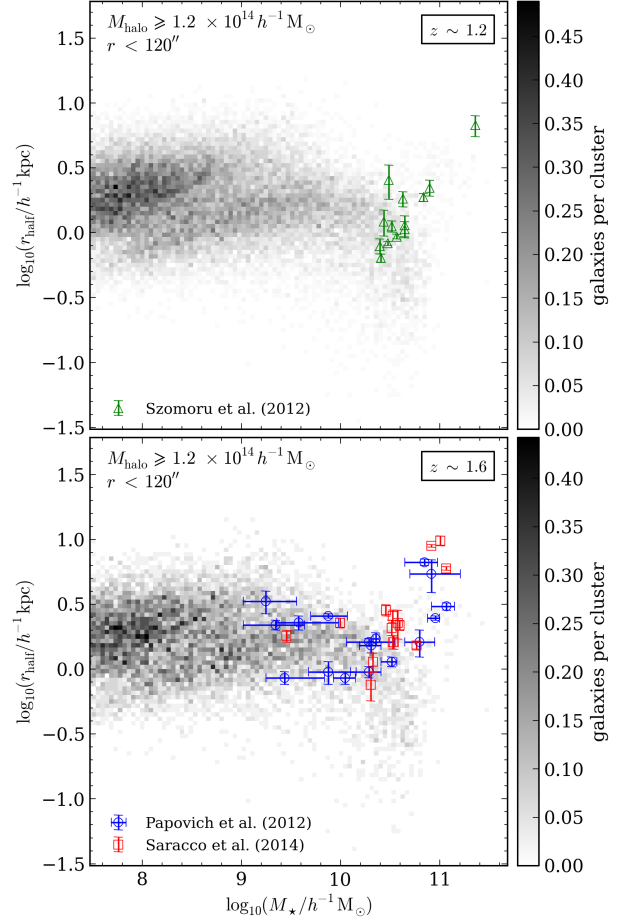 M_halo ⩾ 1.2 × 10^14 h^−1 M_⊙
r < 120″
z ∼ 1.2
1.5
1.0
0.5
0.0
−0.5
−1.0
−1.5
log₁₀(r_half/h^−1 kpc)
Szomoru et al. (2012)
0.45
0.40
0.35
0.30
0.25
0.20
0.15
0.10
0.05
0.00
galaxies per cluster
M_halo ⩾ 1.2 × 10^14 h^−1 M_⊙
r < 120″
z ∼ 1.6
1.5
1.0
0.5
0.0
−0.5
−1.0
−1.5
log₁₀(r_half/h^−1 kpc)
Papovich et al. (2012)
Saracco et al. (2014)
8
9
10
11
log₁₀(M_⋆/h^−1 M_⊙)
0.40
0.35
0.30
0.25
0.20
0.15
0.10
0.05
0.00
galaxies per cluster